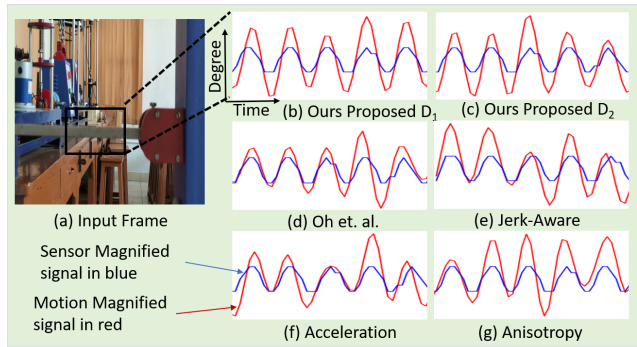 Degree
Time
(b) Ours Proposed D1
(c) Ours Proposed D2
(a) Input Frame
(d) Oh et. al.
(e) Jerk-Aware
Sensor Magnified
signal in blue
Motion Magnified
signal in red
(f) Acceleration
(g) Anisotropy